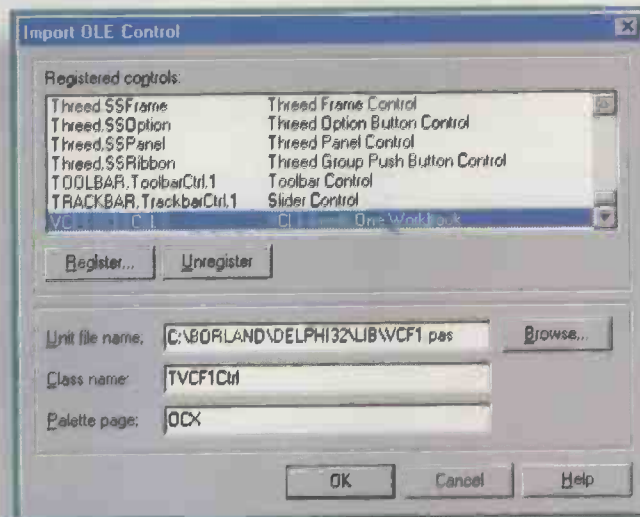 Import OLE Control
Registered controls:
Threed.SSFrame Threed Frame Control
Threed.SSOption Threed Option Button Control
Threed.SSPanel Threed Panel Control
Threed.SSRibbon Threed Group Push Button Control
TOOLBAR.ToolbarCtrl.1 Toolbar Control
TRACKBAR.TrackbarCtrl.1 Slider Control
One Workbook
Register... Unregister
Unit file name: C:\BORLAND\DELPHI32\LIB\VCF1.pas Browse...
Class name: TVCF1Ctrl
Palette page: OCX
OK Cancel Help